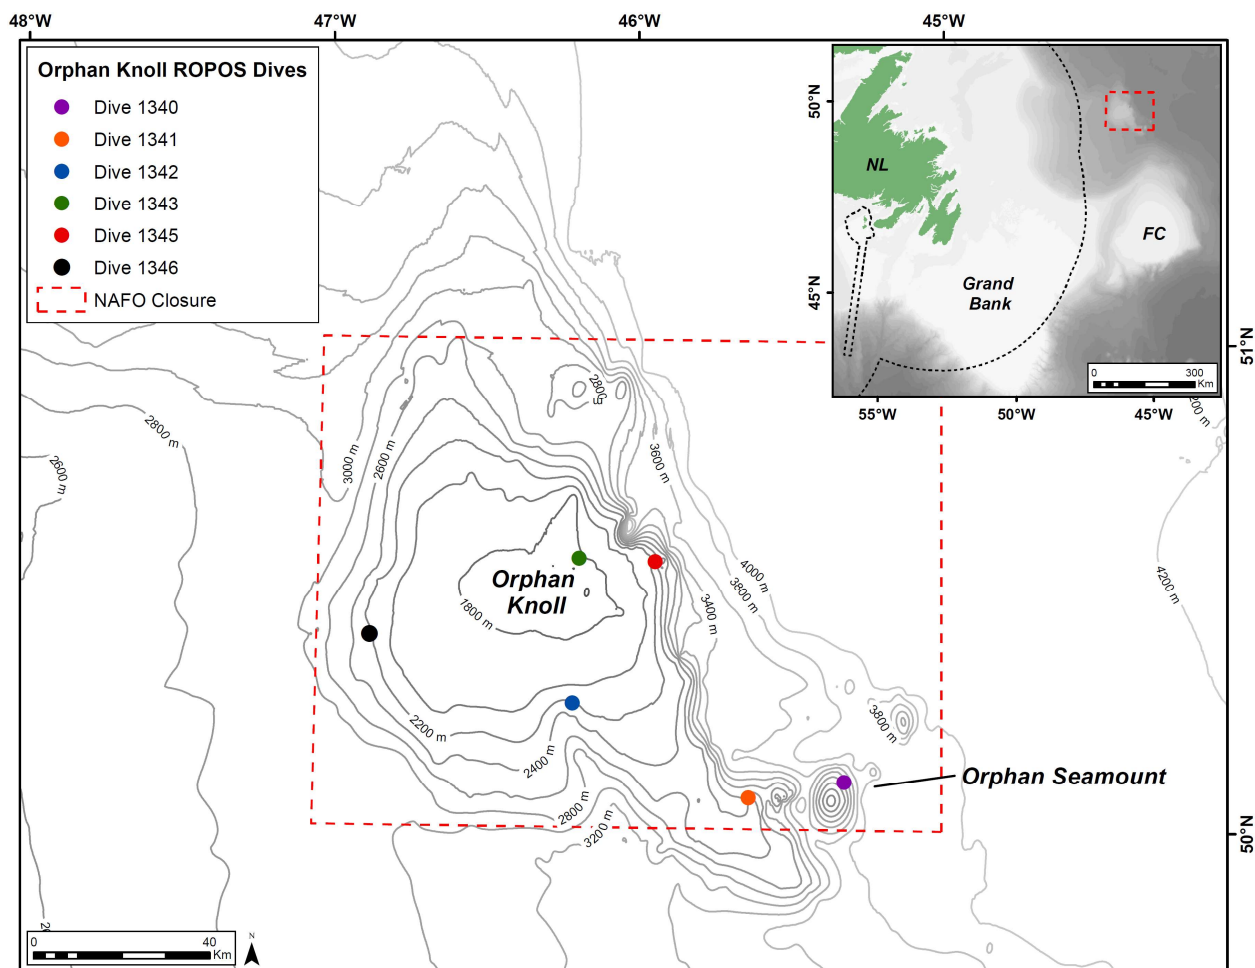 48°W
47°W
46°W
45°W
Orphan Knoll ROPOS Dives
Dive 1340
Dive 1341
Dive 1342
Dive 1343
Dive 1345
Dive 1346
NAFO Closure
50°N
45°N
NL
FC
Grand
Bank
0 300
Km
55°W
50°W
45°W
51°N
50°N
2800 m
2600 m
3000 m
2600 m
2800
3600 m
4000 m
3800 m
3400 m
4200 m
Orphan
Knoll
1800 m
2200 m
2400 m
2800 m
3200 m
3800 m
Orphan Seamount
0 40
Km
N